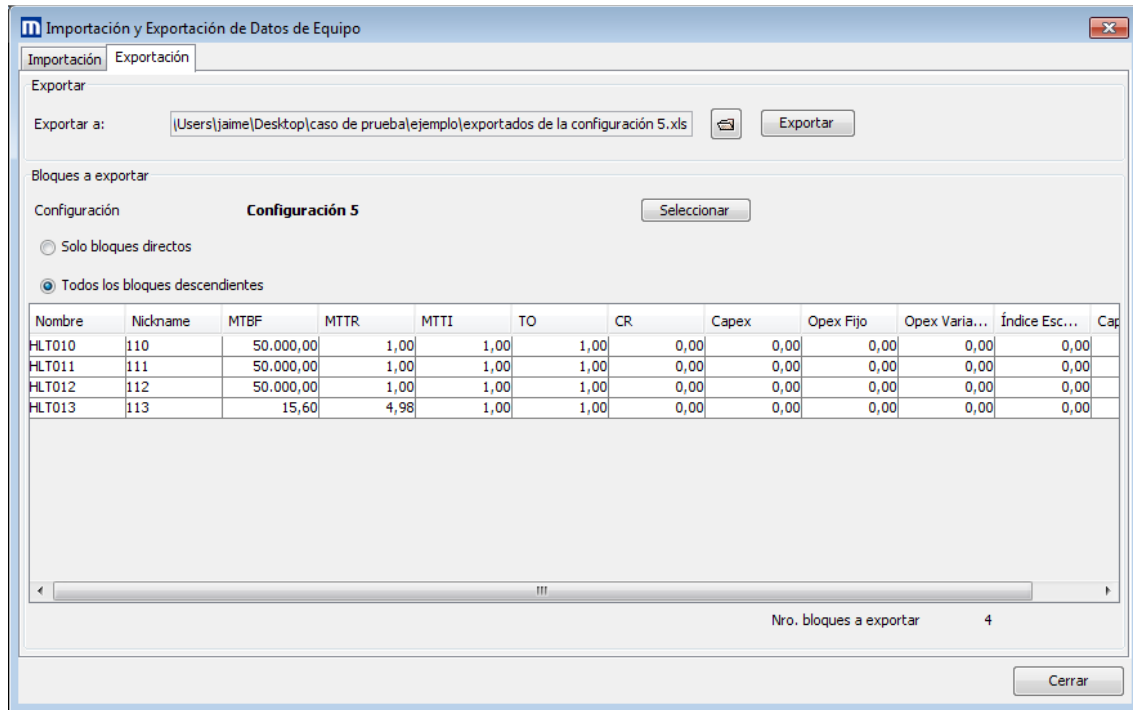 Importación y Exportación de Datos de Equipo
Importación Exportación
Exportar
Exportar a: \Users\jaime\Desktop\caso de prueba\ejemplo\exportados de la configuración 5.xls Exportar
Bloques a exportar
Configuración Configuración 5 Seleccionar
Solo bloques directos
Todos los bloques descendientes
Nombre Nickname MTBF MTTR MTTI TO CR Capex Opex Fijo Opex Varia... Índice Esc... Cap
HLT010 110 50.000,00 1,00 1,00 1,00 0,00 0,00 0,00 0,00 0,00
HLT011 111 50.000,00 1,00 1,00 1,00 0,00 0,00 0,00 0,00 0,00
HLT012 112 50.000,00 1,00 1,00 1,00 0,00 0,00 0,00 0,00 0,00
HLT013 113 15,60 4,98 1,00 1,00 0,00 0,00 0,00 0,00 0,00
Nro. bloques a exportar 4
Cerrar